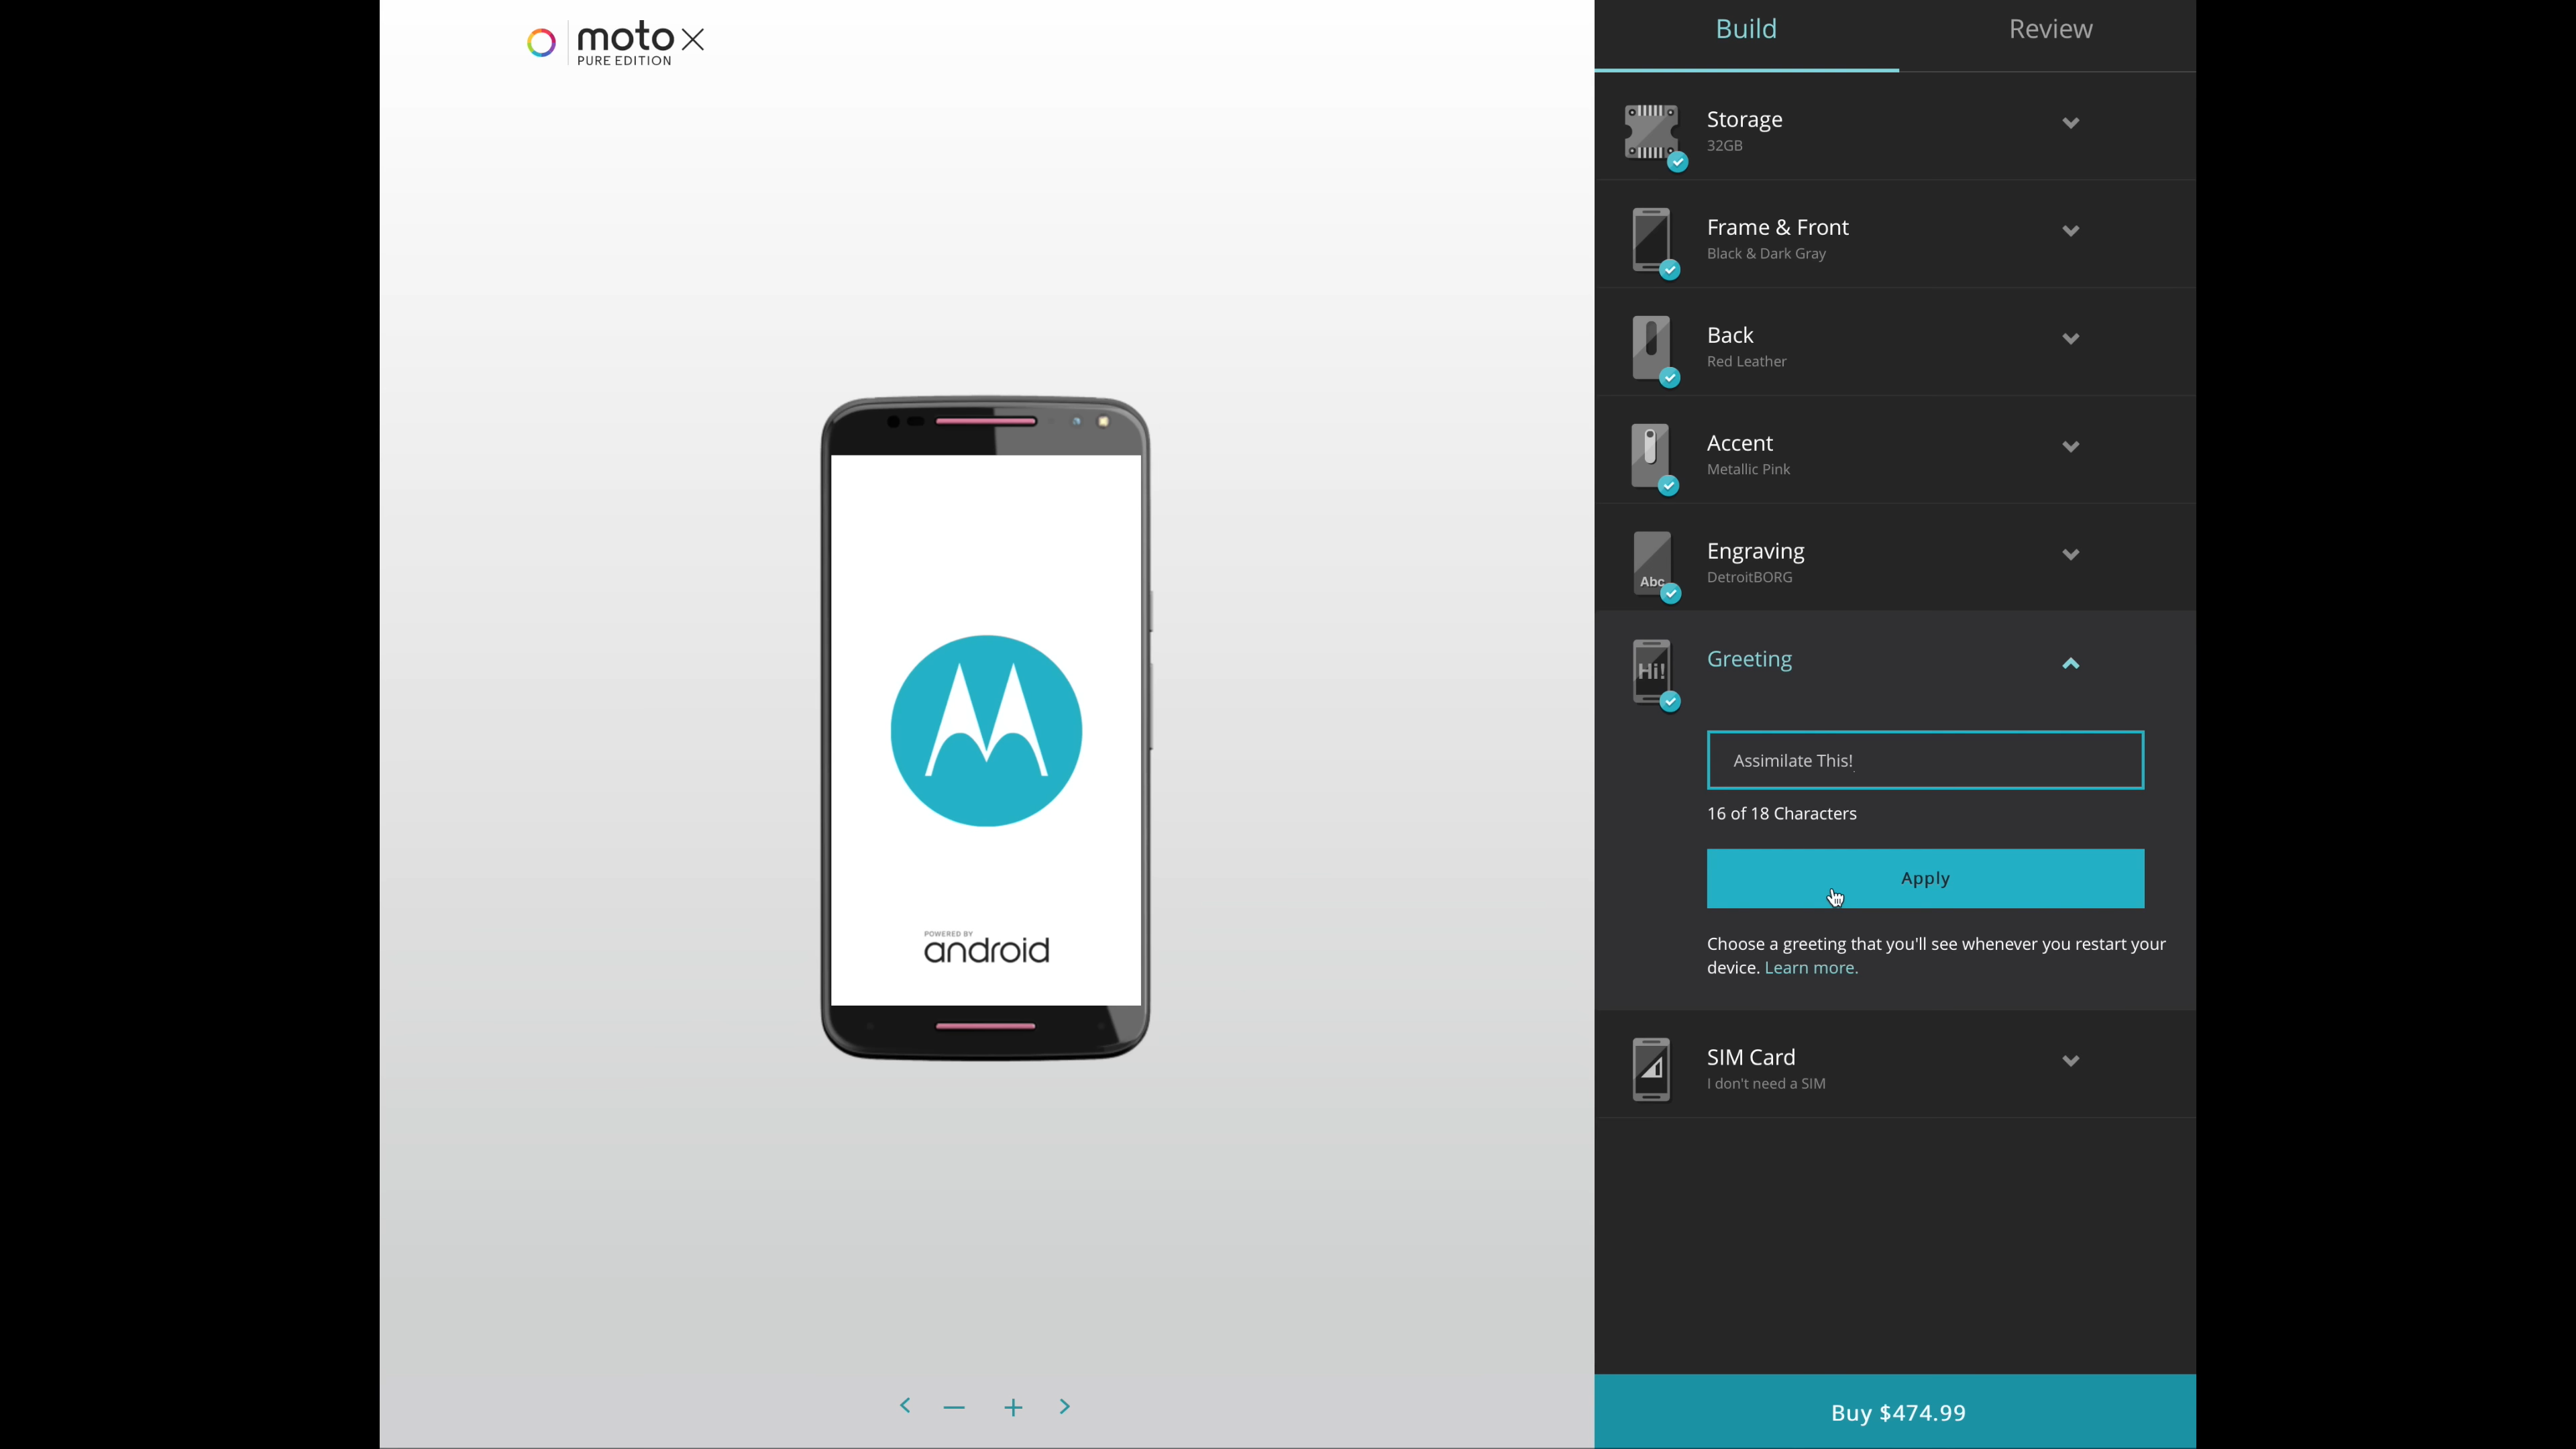 moto X
PURE EDITION
POWERED BY
android
Build
Review
Storage
32GB
Frame & Front
Black & Dark Gray
Back
Red Leather
Accent
Metallic Pink
Abc
Engraving
DetroitBORG
Hi!
Greeting
Assimilate This!
16 of 18 Characters
Apply
Choose a greeting that you'll see whenever you restart your
device. Learn more.
SIM Card
I don't need a SIM
Buy $474.99